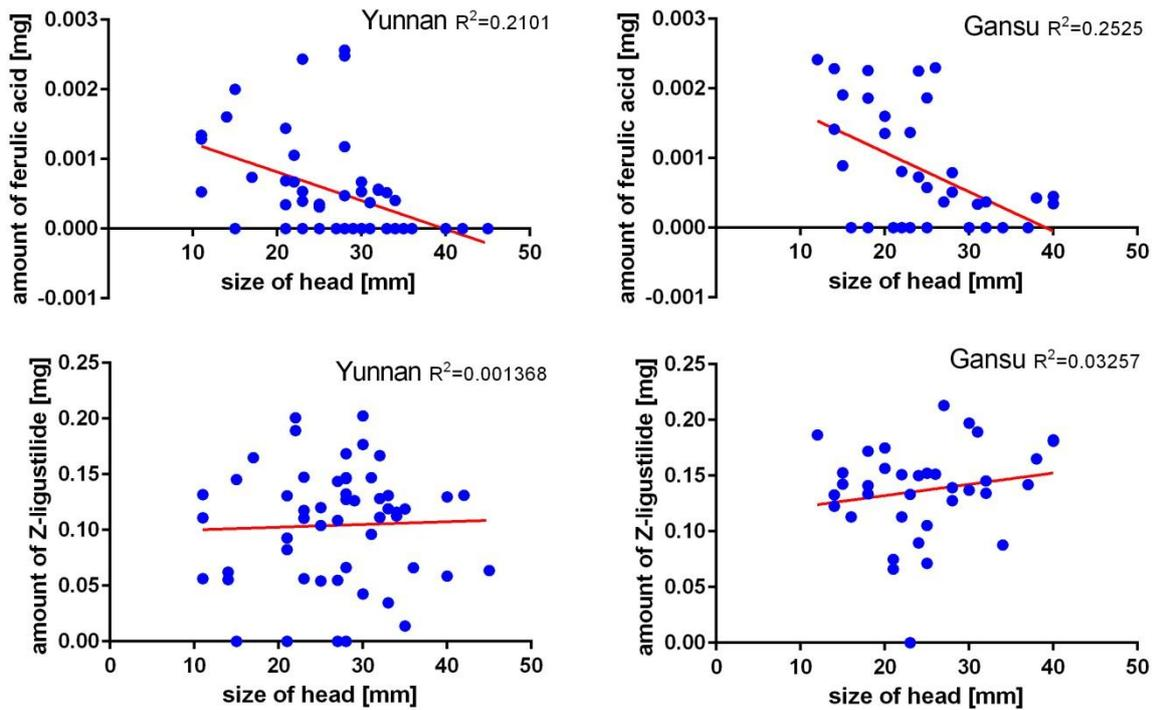 Yunnan R²=0.2101
amount of ferulic acid [mg]
0.003
0.002
0.001
0.000
-0.001
10 20 30 40 50
size of head [mm]
Gansu R²=0.2525
amount of ferulic acid [mg]
0.003
0.002
0.001
0.000
-0.001
10 20 30 40 50
size of head [mm]
Yunnan R²=0.001368
amount of Z-ligustilide [mg]
0.25
0.20
0.15
0.10
0.05
0.00
0 10 20 30 40 50
size of head [mm]
Gansu R²=0.03257
amount of Z-ligustilide [mg]
0.25
0.20
0.15
0.10
0.05
0.00
0 10 20 30 40 50
size of head [mm]